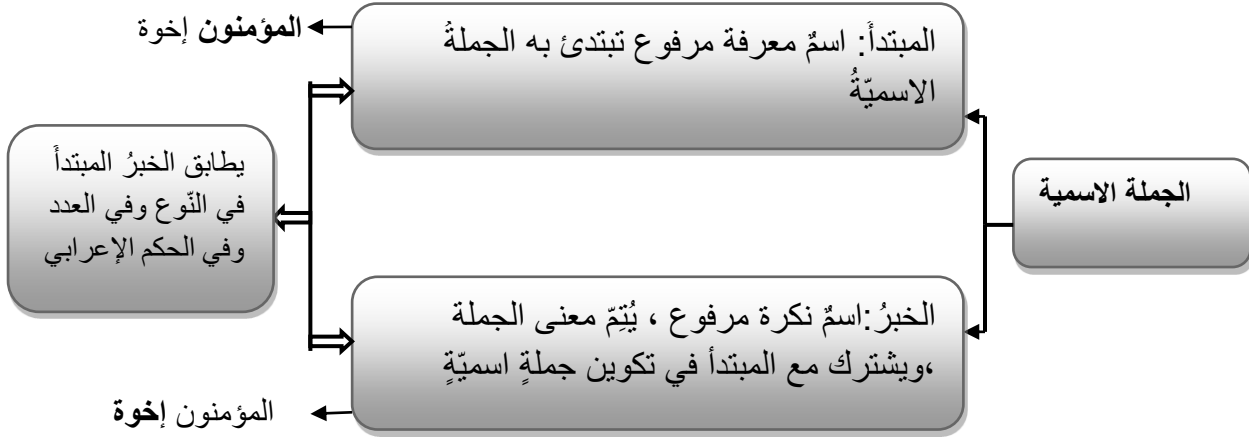 الجملة الاسمية
المبتدأ: اسمٌ معرفة مرفوع تبتدئ به الجملةُ
الاسميّةُ
المؤمنون إخوة
الخبرُ:اسمٌ نكرة مرفوع ، يُتِمّ معنى الجملة
،ويشترك مع المبتدأ في تكوين جملةٍ اسميّةٍ
المؤمنون إخوة
يطابق الخبرُ المبتدأَ
في النّوع وفي العدد
وفي الحكم الإعرابي